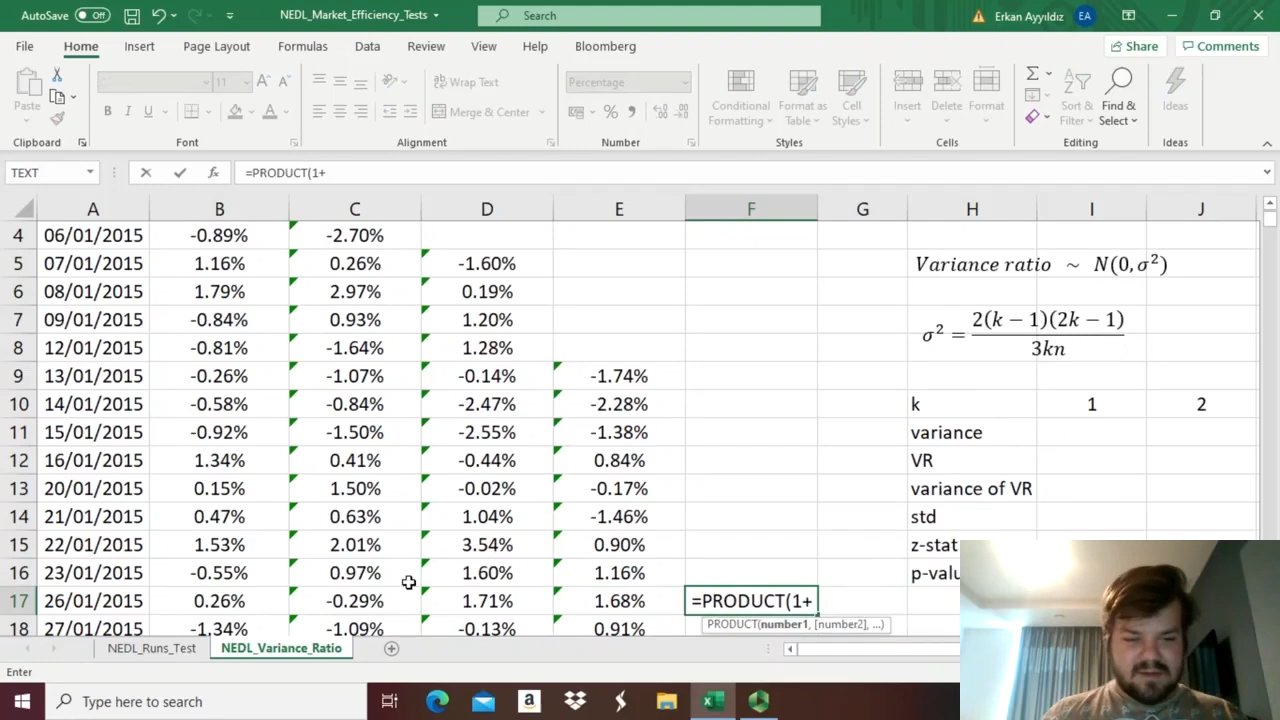 AutoSave Off NEDL_Market_Efficiency_Tests Search Erkan Ayyıldız EA
File Home Insert Page Layout Formulas Data Review View Help Bloomberg Share Comments
Paste 11 Wrap Text Percentage Conditional Formatting Format as Table Cell Styles Insert Delete Format Sort & Filter Find & Select Ideas
B I U Merge & Center
Clipboard Font Alignment Number Styles Cells Editing Ideas
TEXT fx =PRODUCT(1+
A B C D E F G H I J
4 06/01/2015 -0.89% -2.70%
5 07/01/2015 1.16% 0.26% -1.60% Variance ratio ~ N(0, σ²)
6 08/01/2015 1.79% 2.97% 0.19%
7 09/01/2015 -0.84% 0.93% 1.20% σ² = 2(k − 1)(2k − 1)
8 12/01/2015 -0.81% -1.64% 1.28% 3kn
9 13/01/2015 -0.26% -1.07% -0.14% -1.74%
10 14/01/2015 -0.58% -0.84% -2.47% -2.28% k 1 2
11 15/01/2015 -0.92% -1.50% -2.55% -1.38% variance
12 16/01/2015 1.34% 0.41% -0.44% 0.84% VR
13 20/01/2015 0.15% 1.50% -0.02% -0.17% variance of VR
14 21/01/2015 0.47% 0.63% 1.04% -1.46% std
15 22/01/2015 1.53% 2.01% 3.54% 0.90% z-stat
16 23/01/2015 -0.55% 0.97% 1.60% 1.16% p-valu
17 26/01/2015 0.26% -0.29% 1.71% 1.68% =PRODUCT(1+
18 27/01/2015 -1.34% -1.09% -0.13% 0.91% PRODUCT(number1, [number2], ...)
NEDL_Runs_Test NEDL_Variance_Ratio
Enter
Type here to search